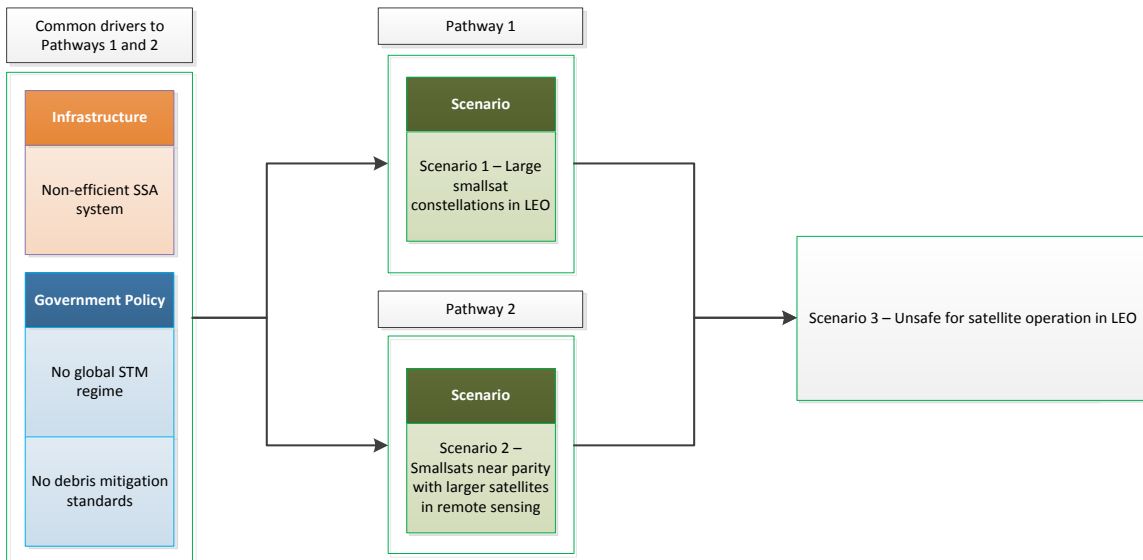 Common drivers to
Pathways 1 and 2
Infrastructure
Non-efficient SSA
system
Government Policy
No global STM
regime
No debris mitigation
standards
Pathway 1
Scenario
Scenario 1 – Large
smallsat
constellations in LEO
Pathway 2
Scenario
Scenario 2 –
Smallsats near parity
with larger satellites
in remote sensing
Scenario 3 – Unsafe for satellite operation in LEO